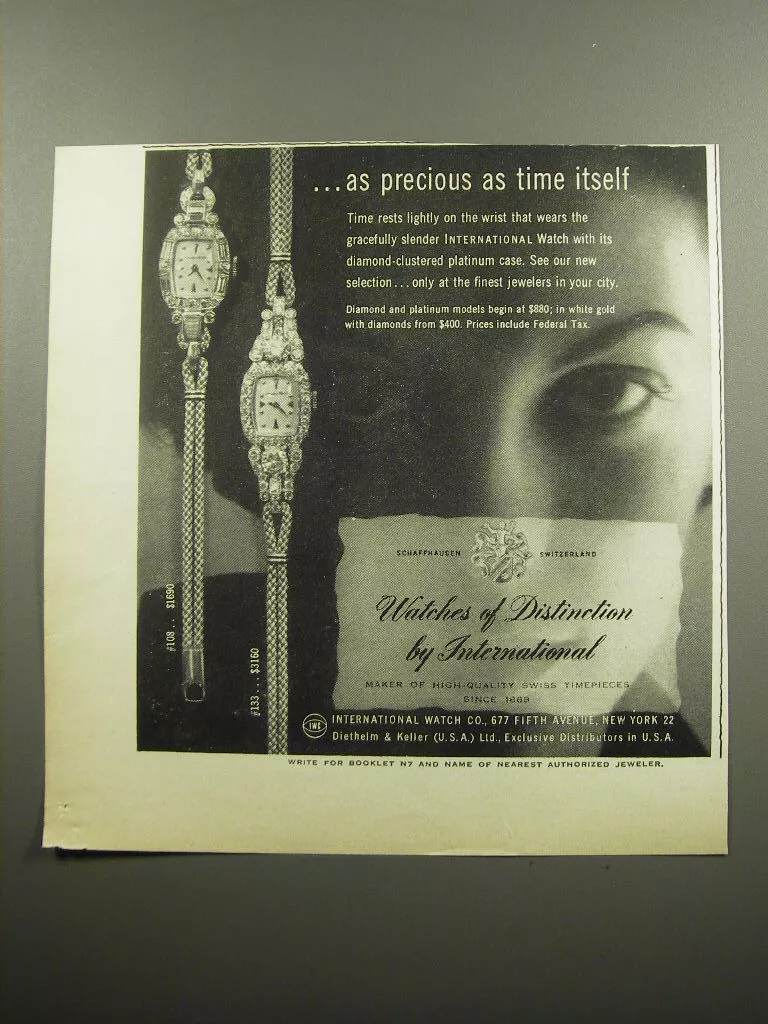 ...as precious as time itself
Time rests lightly on the wrist that wears the
gracefully slender INTERNATIONAL Watch with its
diamond-clustered platinum case. See our new
selection...only at the finest jewelers in your city.
Diamond and platinum models begin at $880; in white gold
with diamonds from $400. Prices include Federal Tax.
#108... $1690
#133... $3160
SCHAFFHAUSEN SWITZERLAND
Watches of Distinction
by International
MAKER OF HIGH-QUALITY SWISS TIMEPIECES
SINCE 1868
IWC
INTERNATIONAL WATCH CO., 677 FIFTH AVENUE, NEW YORK 22
Diethelm & Keller (U.S.A.) Ltd., Exclusive Distributors in U.S.A.
WRITE FOR BOOKLET N7 AND NAME OF NEAREST AUTHORIZED JEWELER.